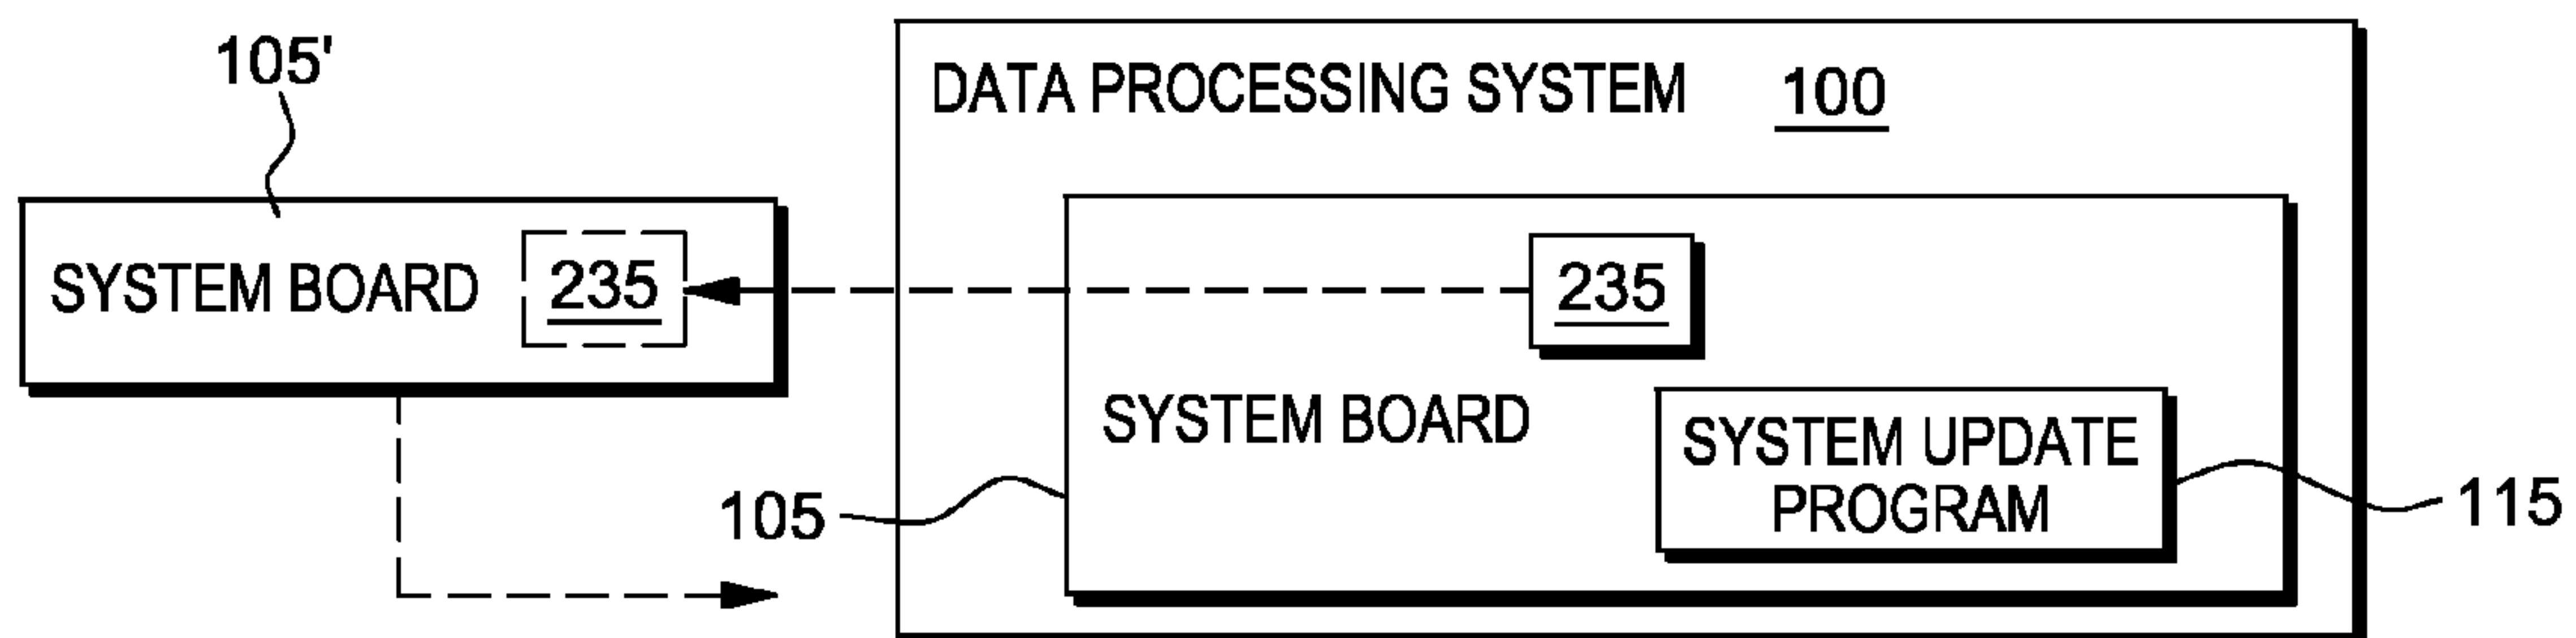 105'
DATA PROCESSING SYSTEM 100
SYSTEM BOARD 235
235
SYSTEM BOARD
SYSTEM UPDATE
PROGRAM
105
115